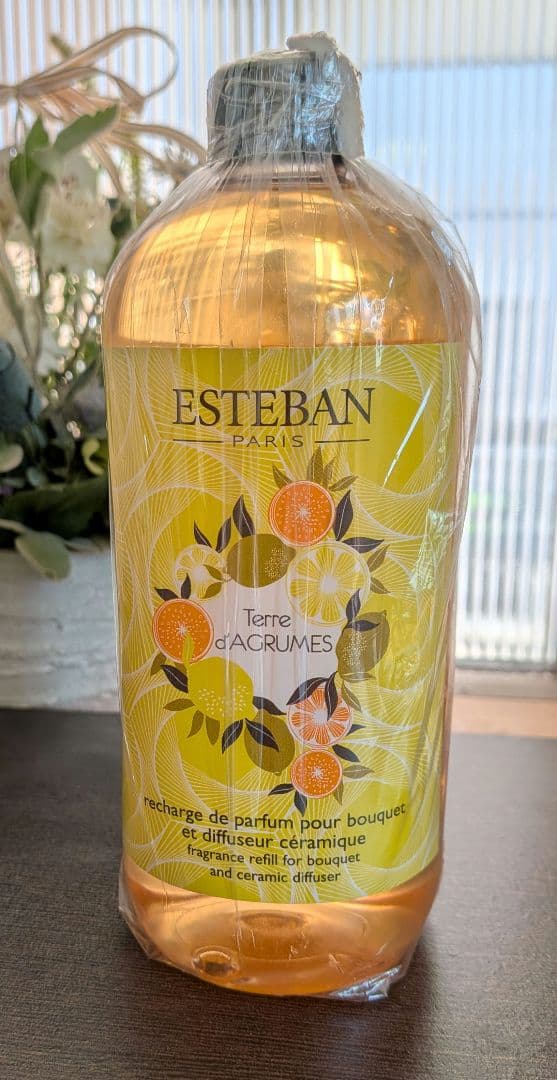 ESTEBAN
PARIS
Terre
d'AGRUMES
recharge de parfum pour bouquet
et diffuseur céramique
fragrance refill for bouquet
and ceramic diffuser